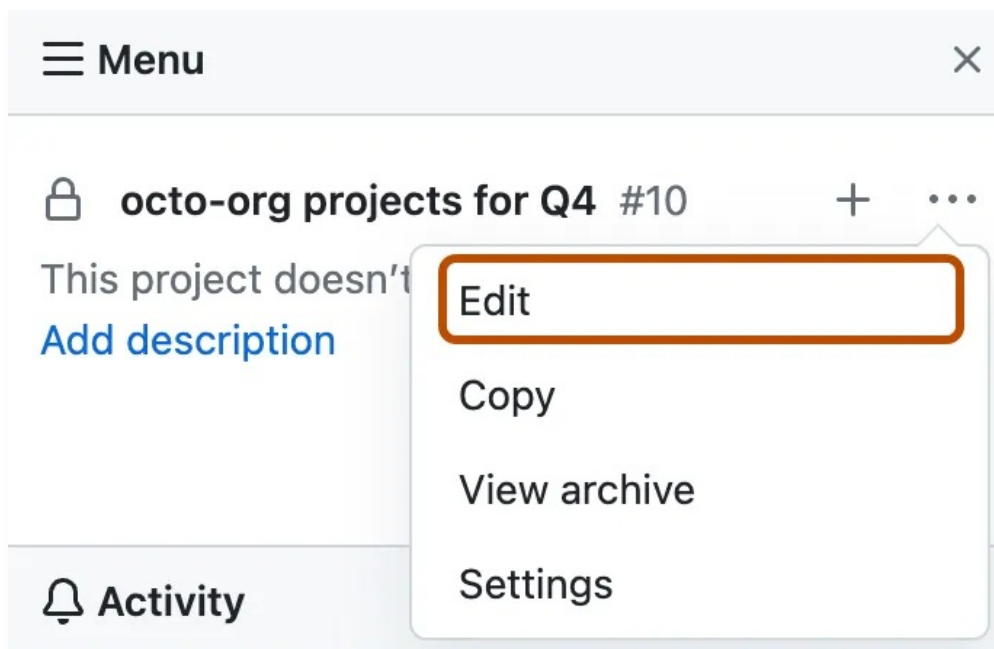 Menu
octo-org projects for Q4 #10
This project doesn’t
Add description
Edit
Copy
View archive
Settings
Activity